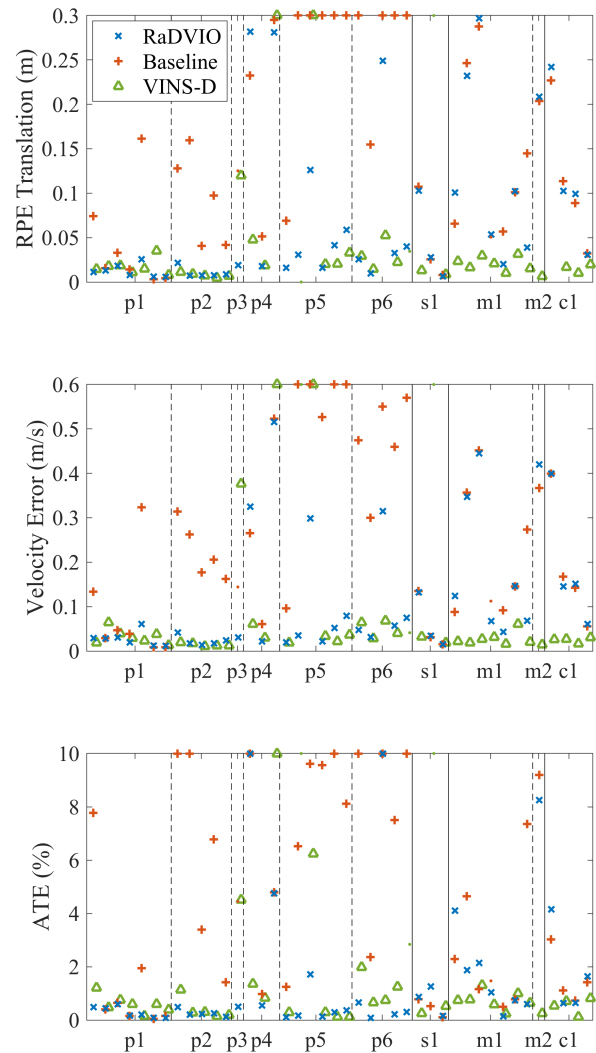 RPE Translation (m)
0.3
0.25
0.2
0.15
0.1
0.05
0
RaDVIO
Baseline
VINS-D
p1 p2 p3 p4 p5 p6 s1 m1 m2 c1
Velocity Error (m/s)
0.6
0.5
0.4
0.3
0.2
0.1
0
p1 p2 p3 p4 p5 p6 s1 m1 m2 c1
ATE (%)
10
8
6
4
2
0
p1 p2 p3 p4 p5 p6 s1 m1 m2 c1